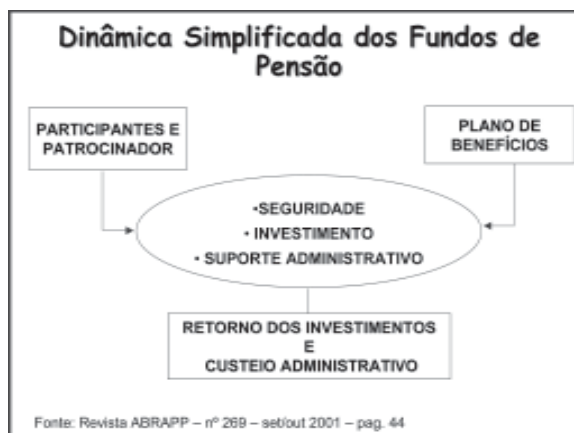 Dinâmica Simplificada dos Fundos de
Pensão
PARTICIPANTES E
PATROCINADOR
PLANO DE
BENEFÍCIOS
•SEGURIDADE
• INVESTIMENTO
• SUPORTE ADMINISTRATIVO
RETORNO DOS INVESTIMENTOS
E
CUSTEIO ADMINISTRATIVO
Fonte: Revista ABRAPP – nº 269 – set/out 2001 – pag. 44